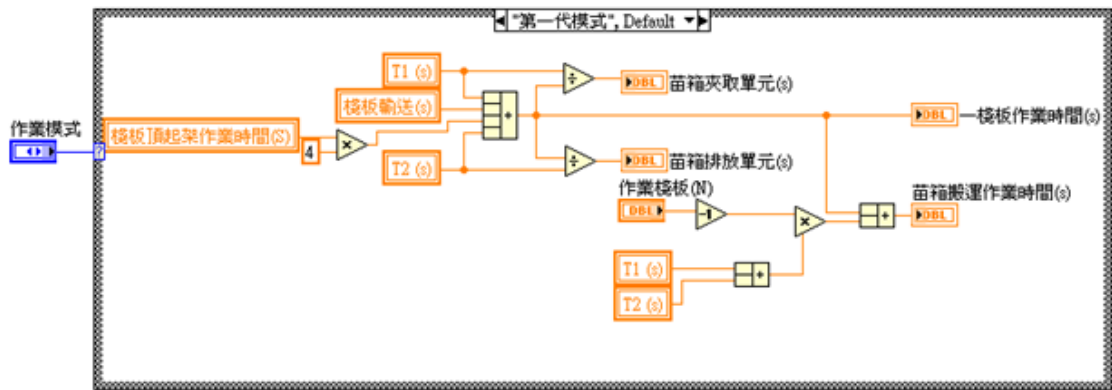 "第一代模式", Default
T1 (s)
DBL
苗箱夾取單元(s)
棧板輸送(s)
作業模式
棧板頂起架作業時間(S)
4
DBL
一棧板作業時間(s)
T2 (s)
DBL
苗箱排放單元(s)
作業棧板(N)
DBL
-1
苗箱搬運作業時間(s)
DBL
T1 (s)
T2 (s)